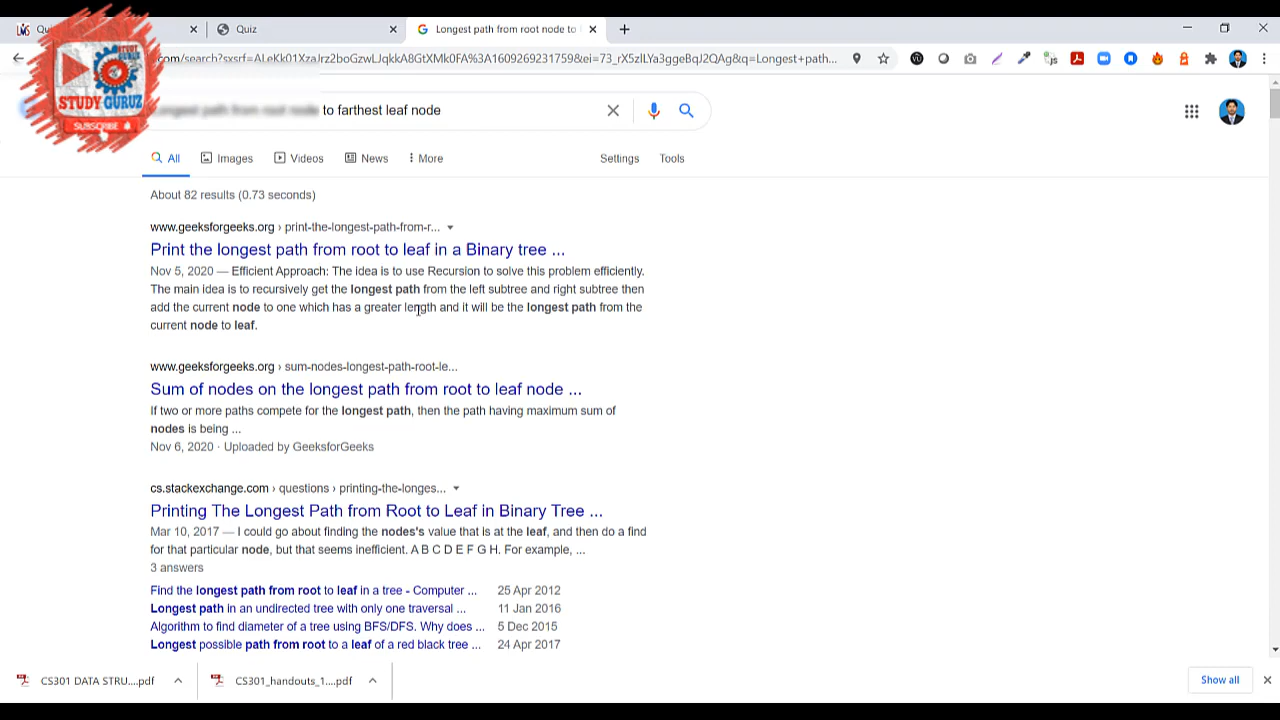 Quiz
Longest path from root node to
.com/search?sxsrf=ALeKk01XzaJrz2boGzwLJqkkA8GtXMk0FA%3A1609269231759&ei=73_rX5zlLYa3ggeBqJ2QAg&q=Longest+path...
STUDY GURUZ
SUBSCRIBE
to farthest leaf node
All Images Videos News More Settings Tools
About 82 results (0.73 seconds)
www.geeksforgeeks.org › print-the-longest-path-from-r...
Print the longest path from root to leaf in a Binary tree ...
Nov 5, 2020 — Efficient Approach: The idea is to use Recursion to solve this problem efficiently.
The main idea is to recursively get the longest path from the left subtree and right subtree then
add the current node to one which has a greater length and it will be the longest path from the
current node to leaf.
www.geeksforgeeks.org › sum-nodes-longest-path-root-le...
Sum of nodes on the longest path from root to leaf node ...
If two or more paths compete for the longest path, then the path having maximum sum of
nodes is being ...
Nov 6, 2020 · Uploaded by GeeksforGeeks
cs.stackexchange.com › questions › printing-the-longes...
Printing The Longest Path from Root to Leaf in Binary Tree ...
Mar 10, 2017 — I could go about finding the nodes's value that is at the leaf, and then do a find
for that particular node, but that seems inefficient. A B C D E F G H. For example, ...
3 answers
Find the longest path from root to leaf in a tree - Computer ... 25 Apr 2012
Longest path in an undirected tree with only one traversal ... 11 Jan 2016
Algorithm to find diameter of a tree using BFS/DFS. Why does ... 5 Dec 2015
Longest possible path from root to a leaf of a red black tree ... 24 Apr 2017
CS301 DATA STRU....pdf CS301_handouts_1....pdf Show all